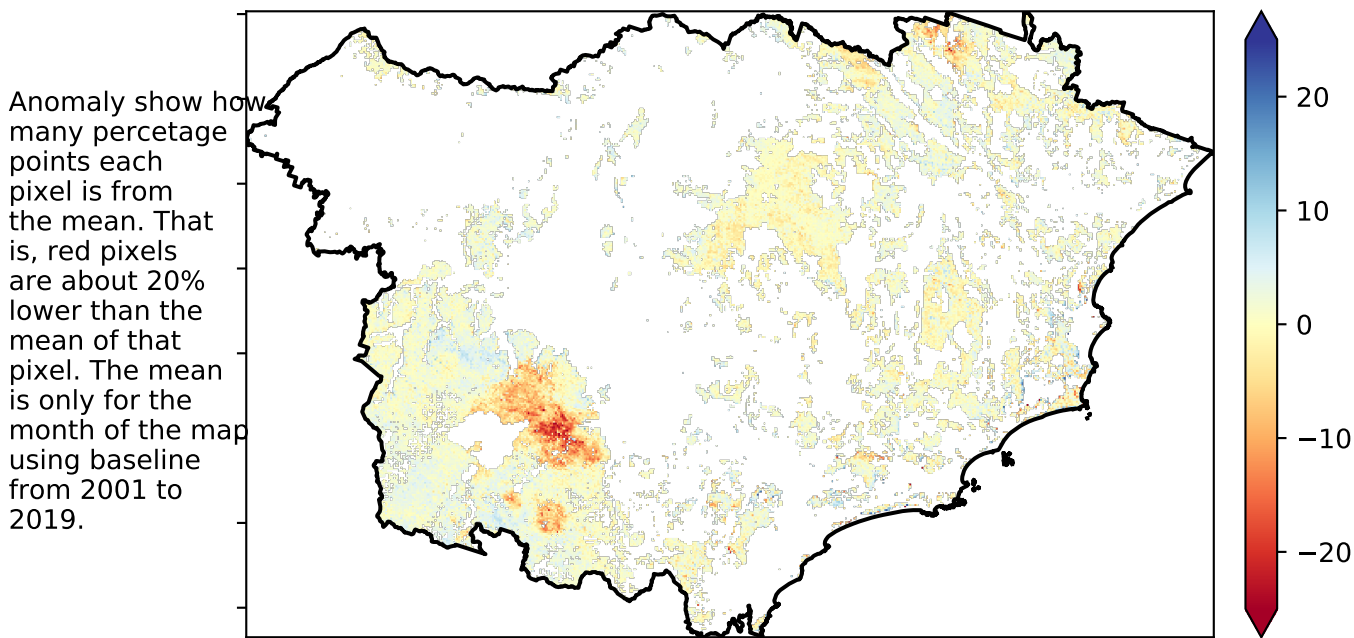 Anomaly show how
many percetage
points each
pixel is from
the mean. That
is, red pixels
are about 20%
lower than the
mean of that
pixel. The mean
is only for the
month of the map
using baseline
from 2001 to
2019.
20
10
0
−10
−20